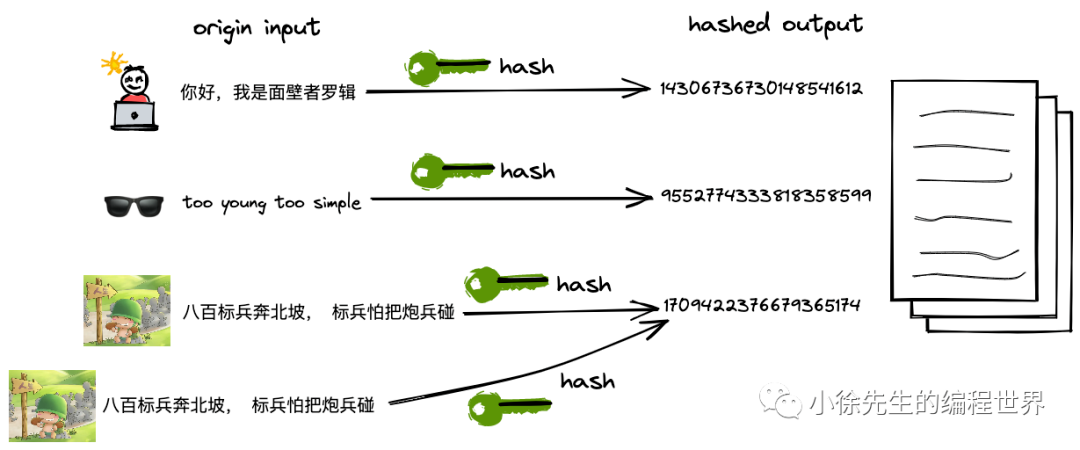 origin input
hashed output
hash
你好，我是面壁者罗辑
14306736730148541612
hash
too young too simple
9552774333818358599
hash
八百标兵奔北坡， 标兵怕把炮兵碰
1709422376679365174
hash
八百标兵奔北坡， 标兵怕把炮兵碰
小徐先生的编程世界